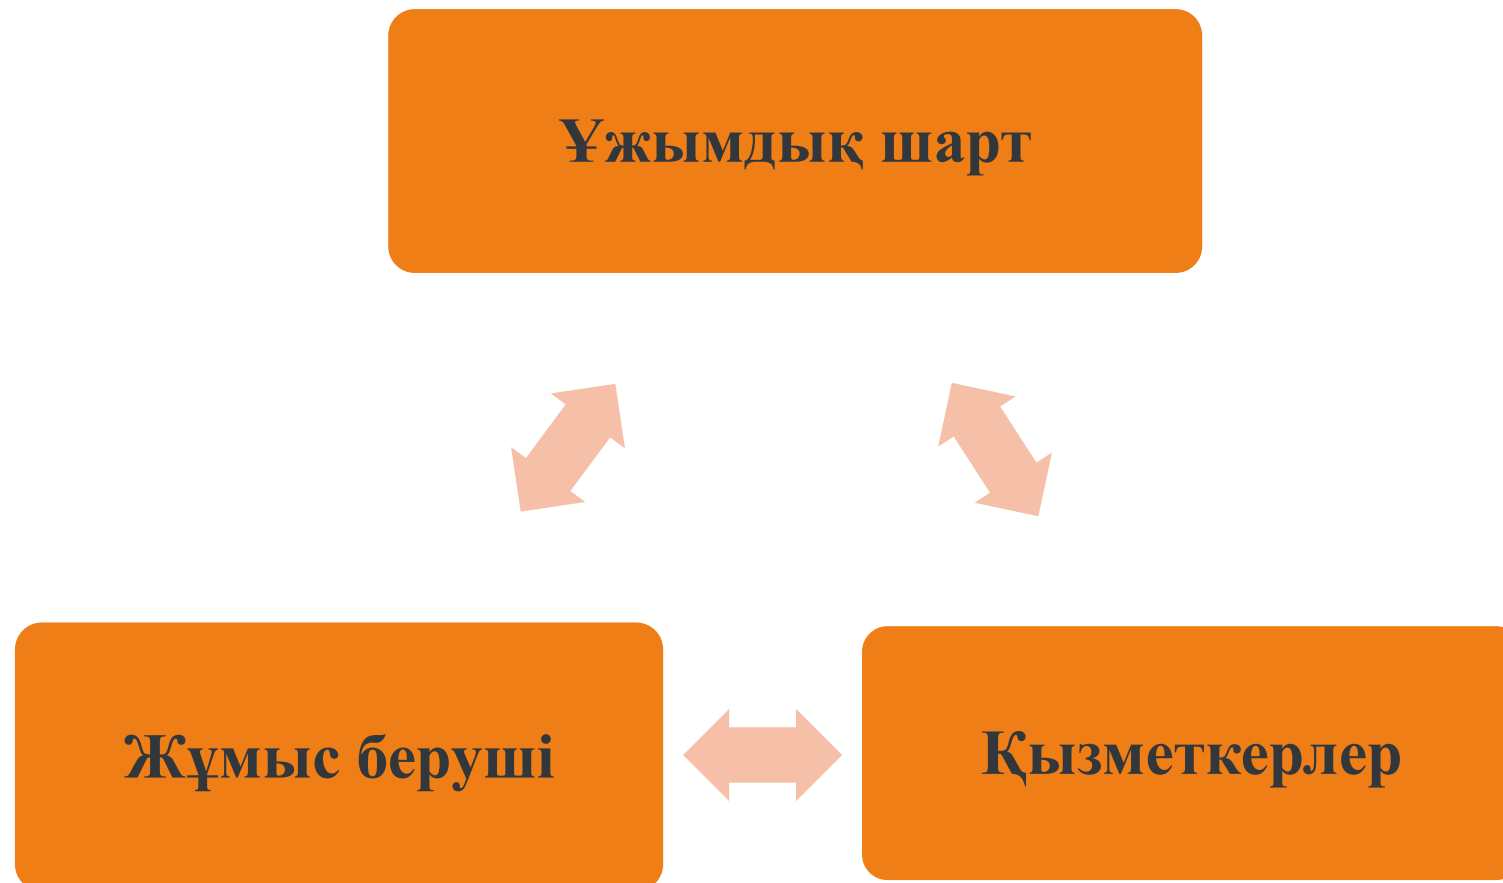 Ұжымдық шарт
Жұмыс беруші
Қызметкерлер